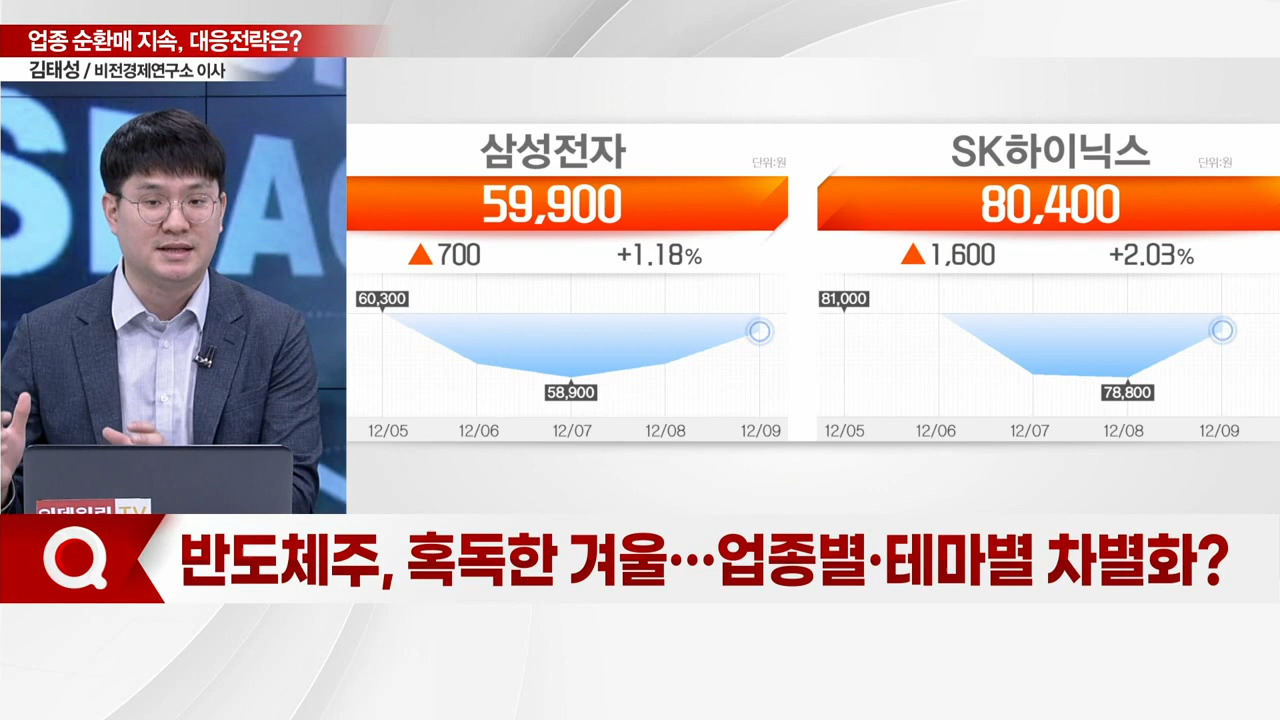 업종 순환매 지속, 대응전략은?
김태성 / 비전경제연구소 이사
삼성전자
단위:원
59,900
▲700 +1.18%
60,300
58,900
12/05 12/06 12/07 12/08 12/09
SK하이닉스
단위:원
80,400
▲1,600 +2.03%
81,000
78,800
12/05 12/06 12/07 12/08 12/09
이데일리 TV
Q
반도체주, 혹독한 겨울…업종별·테마별 차별화?